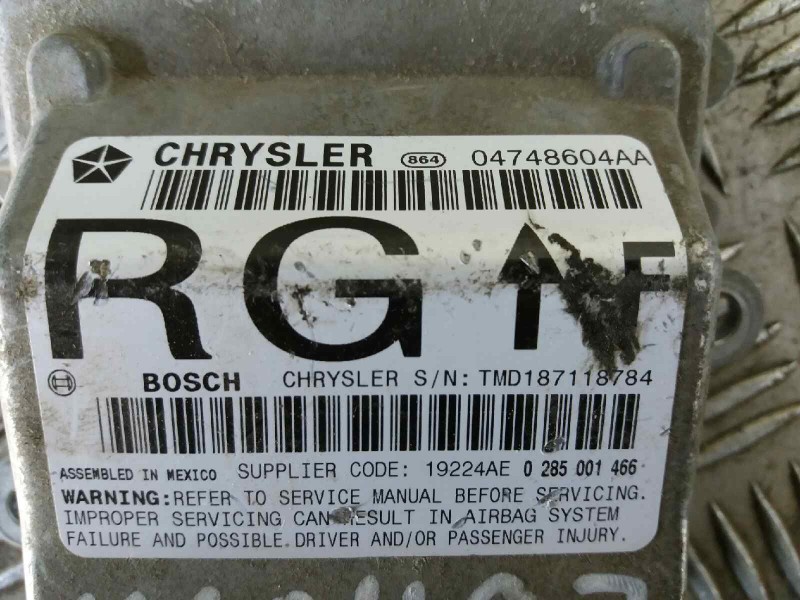 CHRYSLER 864 04748604AA
RG F
BOSCH CHRYSLER S/N: TMD187118784
ASSEMBLED IN MEXICO SUPPLIER CODE: 19224AE 0 285 001 466
WARNING: REFER TO SERVICE MANUAL BEFORE SERVICING.
IMPROPER SERVICING CAN RESULT IN AIRBAG SYSTEM
FAILURE AND POSSIBLE DRIVER AND/OR PASSENGER INJURY.